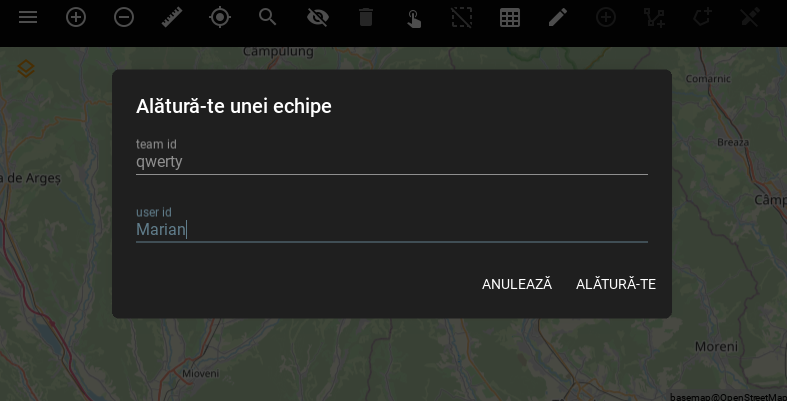 Câmpulung
Comarnic
Alătură-te unei echipe
team id
qwerty
Breaza
a de Argeș
Câmp
user id
Marian
ANULEAZĂ
ALĂTURĂ-TE
Moreni
Mioveni
basemap@OpenStreetMap